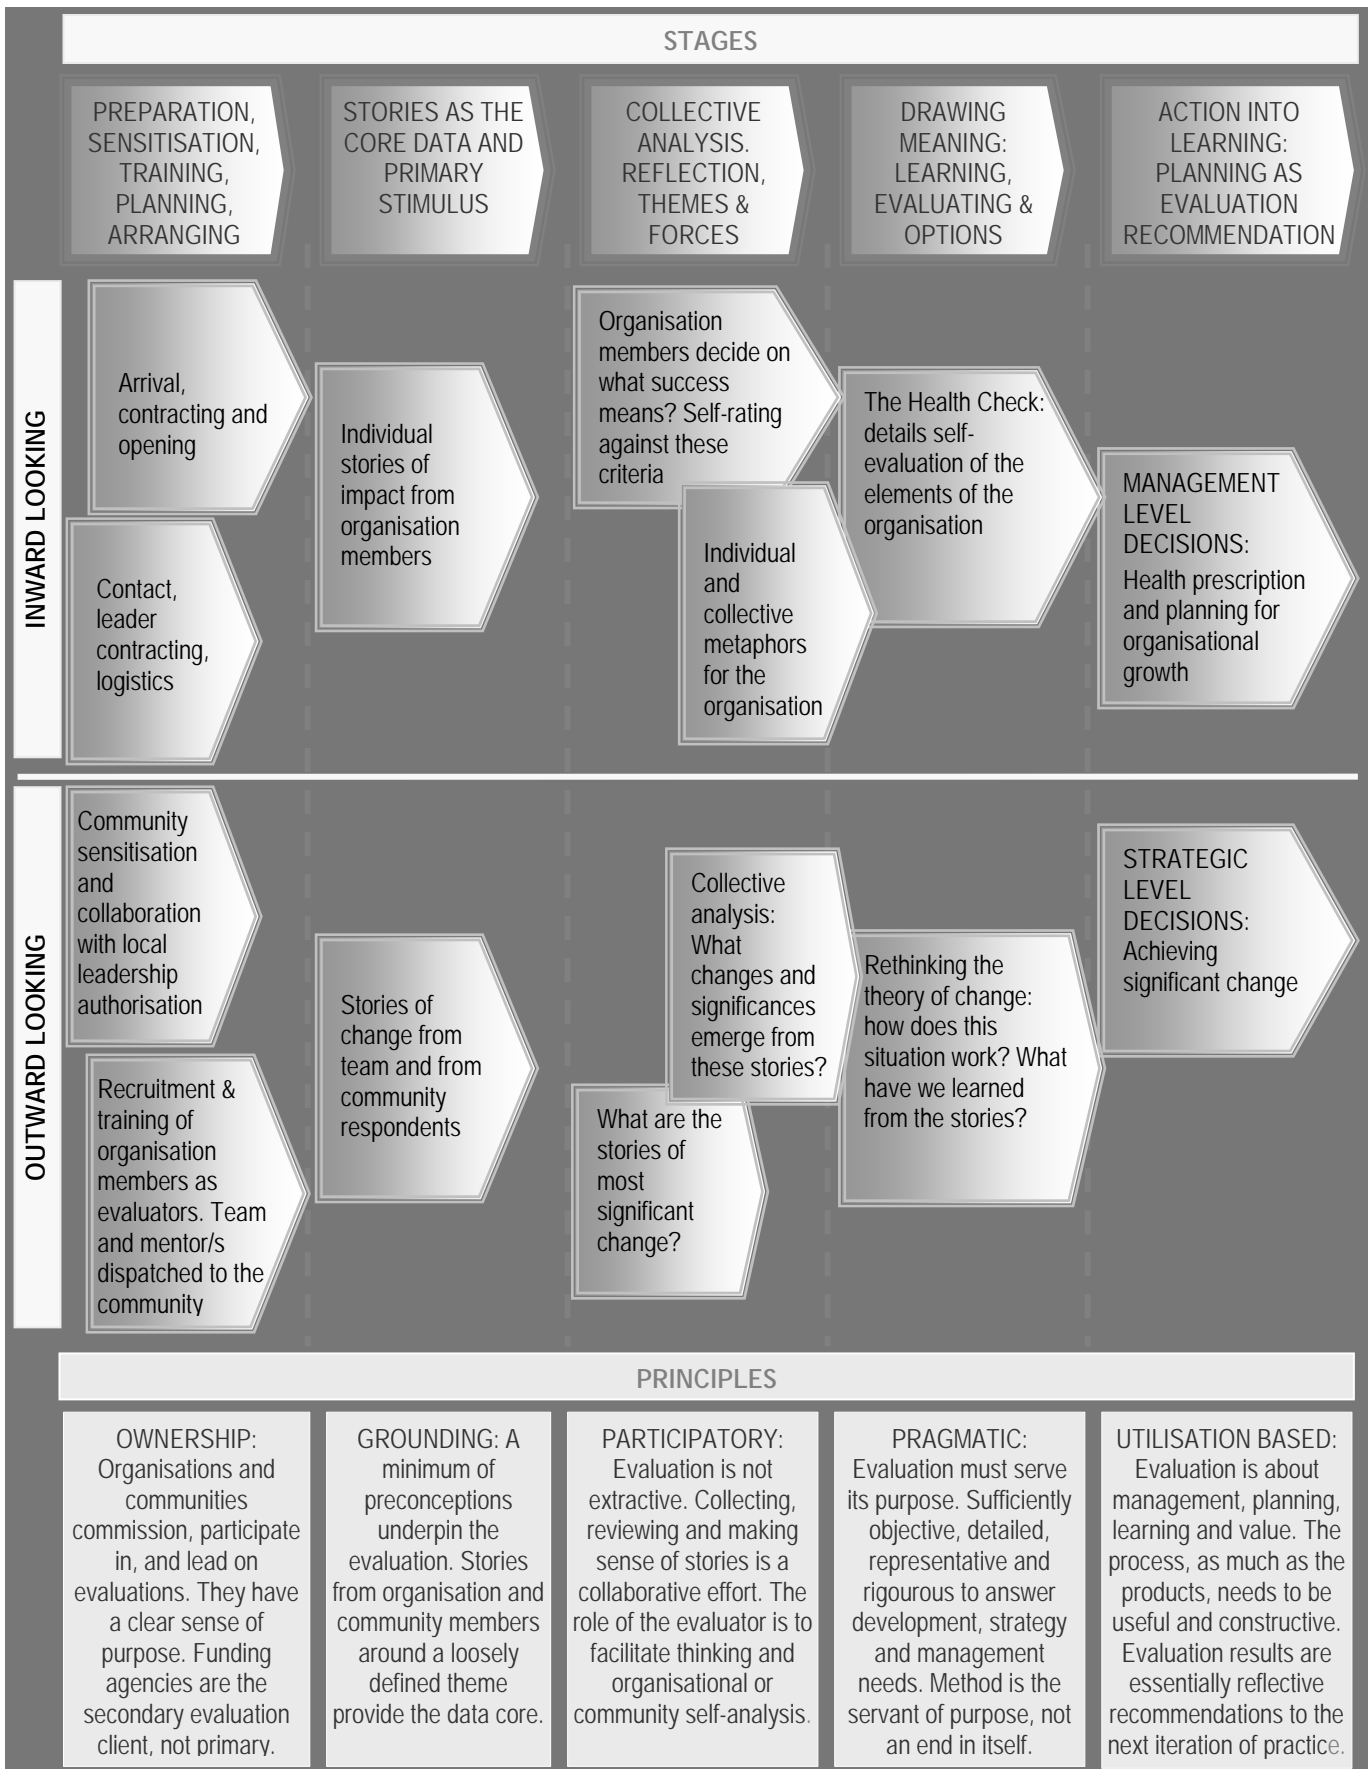 STAGES
PREPARATION,
SENSITISATION,
TRAINING,
PLANNING,
ARRANGING
STORIES AS THE
CORE DATA AND
PRIMARY
STIMULUS
COLLECTIVE
ANALYSIS.
REFLECTION,
THEMES &
FORCES
DRAWING
MEANING:
LEARNING,
EVALUATING &
OPTIONS
ACTION INTO
LEARNING:
PLANNING AS
EVALUATION
RECOMMENDATION
INWARD LOOKING
Arrival,
contracting and
opening
Contact,
leader
contracting,
logistics
Individual
stories of
impact from
organisation
members
Organisation
members decide on
what success
means? Self-rating
against these
criteria
Individual
and
collective
metaphors
for the
organisation
The Health Check:
details self-
evaluation of the
elements of the
organisation
MANAGEMENT
LEVEL
DECISIONS:
Health prescription
and planning for
organisational
growth
OUTWARD LOOKING
Community
sensitisation
and
collaboration
with local
leadership
authorisation
Recruitment &
training of
organisation
members as
evaluators. Team
and mentor/s
dispatched to the
community
Stories of
change from
team and from
community
respondents
Collective
analysis:
What
changes and
significances
emerge from
these stories?
What are the
stories of
most
significant
change?
Rethinking the
theory of change:
how does this
situation work? What
have we learned
from the stories?
STRATEGIC
LEVEL
DECISIONS:
Achieving
significant change
PRINCIPLES
OWNERSHIP:
Organisations and
communities
commission, participate
in, and lead on
evaluations. They have
a clear sense of
purpose. Funding
agencies are the
secondary evaluation
client, not primary.
GROUNDING: A
minimum of
preconceptions
underpin the
evaluation. Stories
from organisation and
community members
around a loosely
defined theme
provide the data core.
PARTICIPATORY:
Evaluation is not
extractive. Collecting,
reviewing and making
sense of stories is a
collaborative effort. The
role of the evaluator is to
facilitate thinking and
organisational or
community self-analysis.
PRAGMATIC:
Evaluation must serve
its purpose. Sufficiently
objective, detailed,
representative and
rigourous to answer
development, strategy
and management
needs. Method is the
servant of purpose, not
an end in itself.
UTILISATION BASED:
Evaluation is about
management, planning,
learning and value. The
process, as much as the
products, needs to be
useful and constructive.
Evaluation results are
essentially reflective
recommendations to the
next iteration of practice.